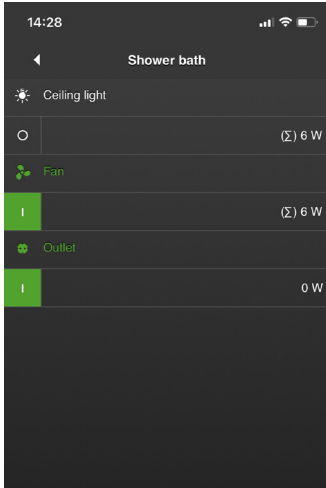 14:28
Shower bath
Ceiling light
O
(Σ) 6 W
Fan
I
(Σ) 6 W
Outlet
I
0 W